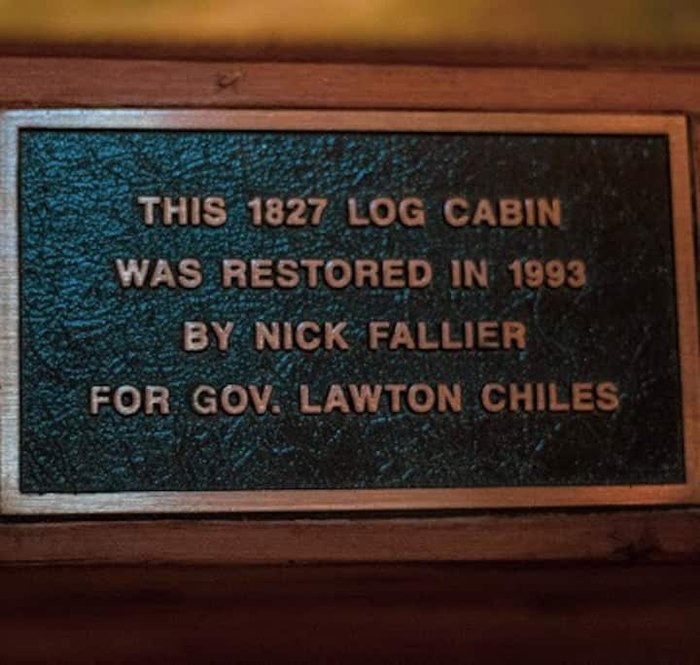 THIS 1827 LOG CABIN
WAS RESTORED IN 1993
BY NICK FALLIER
FOR GOV. LAWTON CHILES